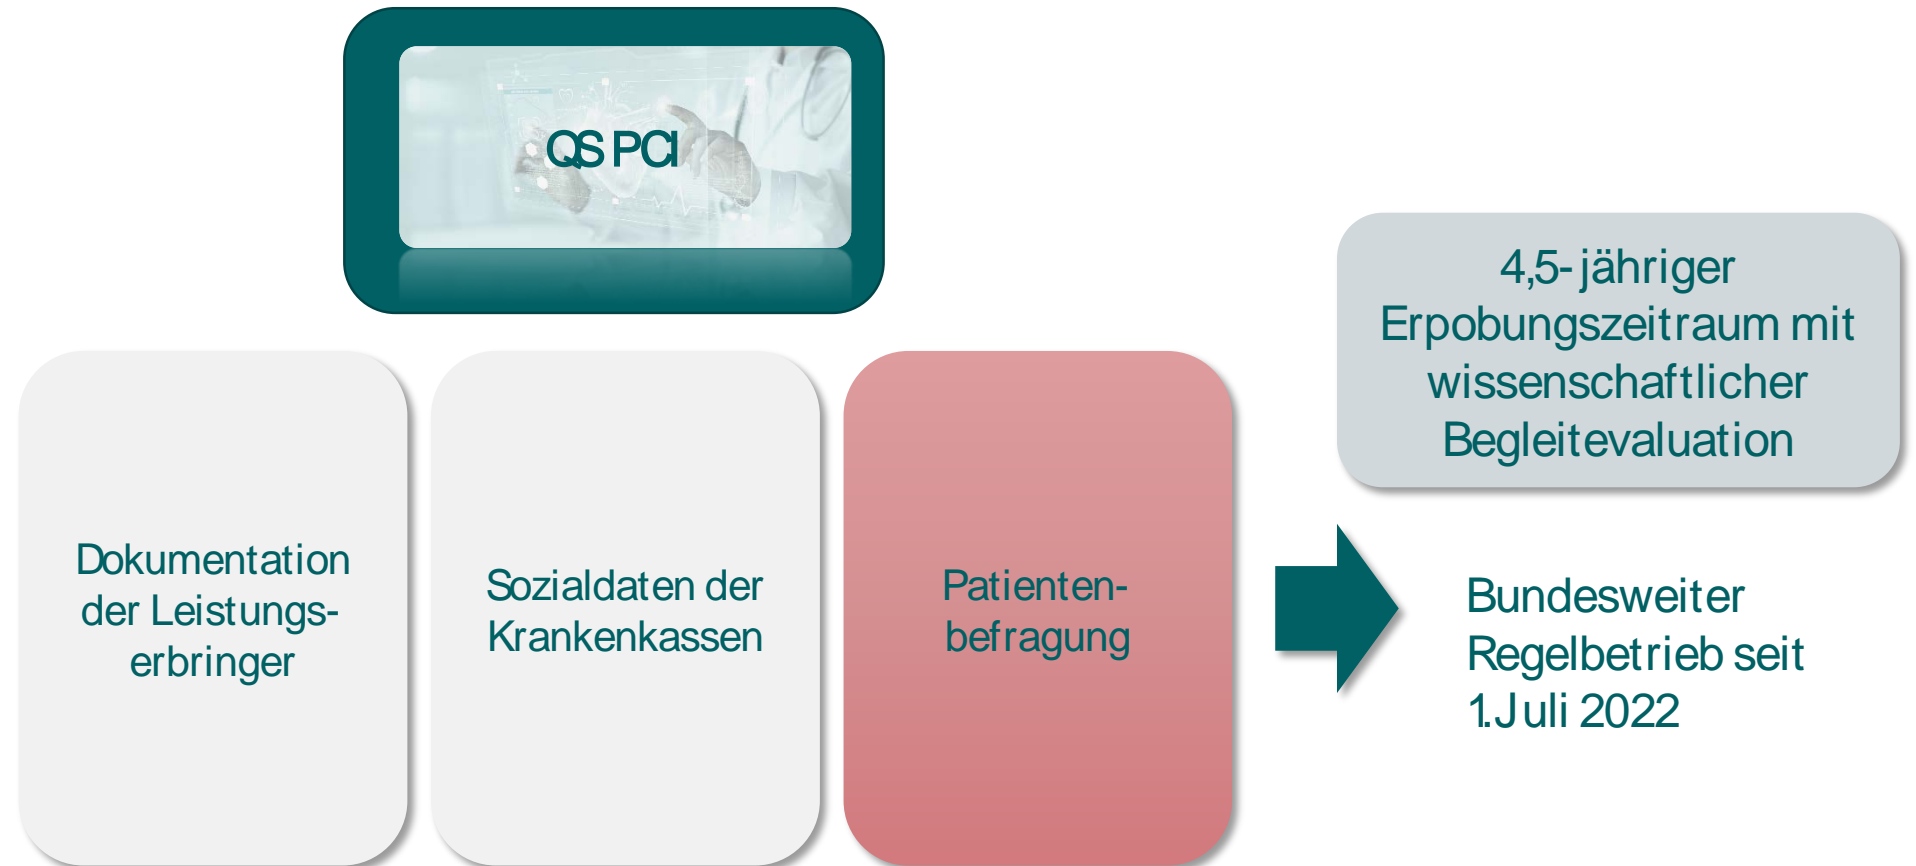 QS PCI
Dokumentation
der Leistungs-
erbringer
Sozialdaten der
Krankenkassen
Patienten-
befragung
4,5-jähriger
Erpobungszeitraum mit
wissenschaftlicher
Begleitevaluation
Bundesweiter
Regelbetrieb seit
1.Juli 2022